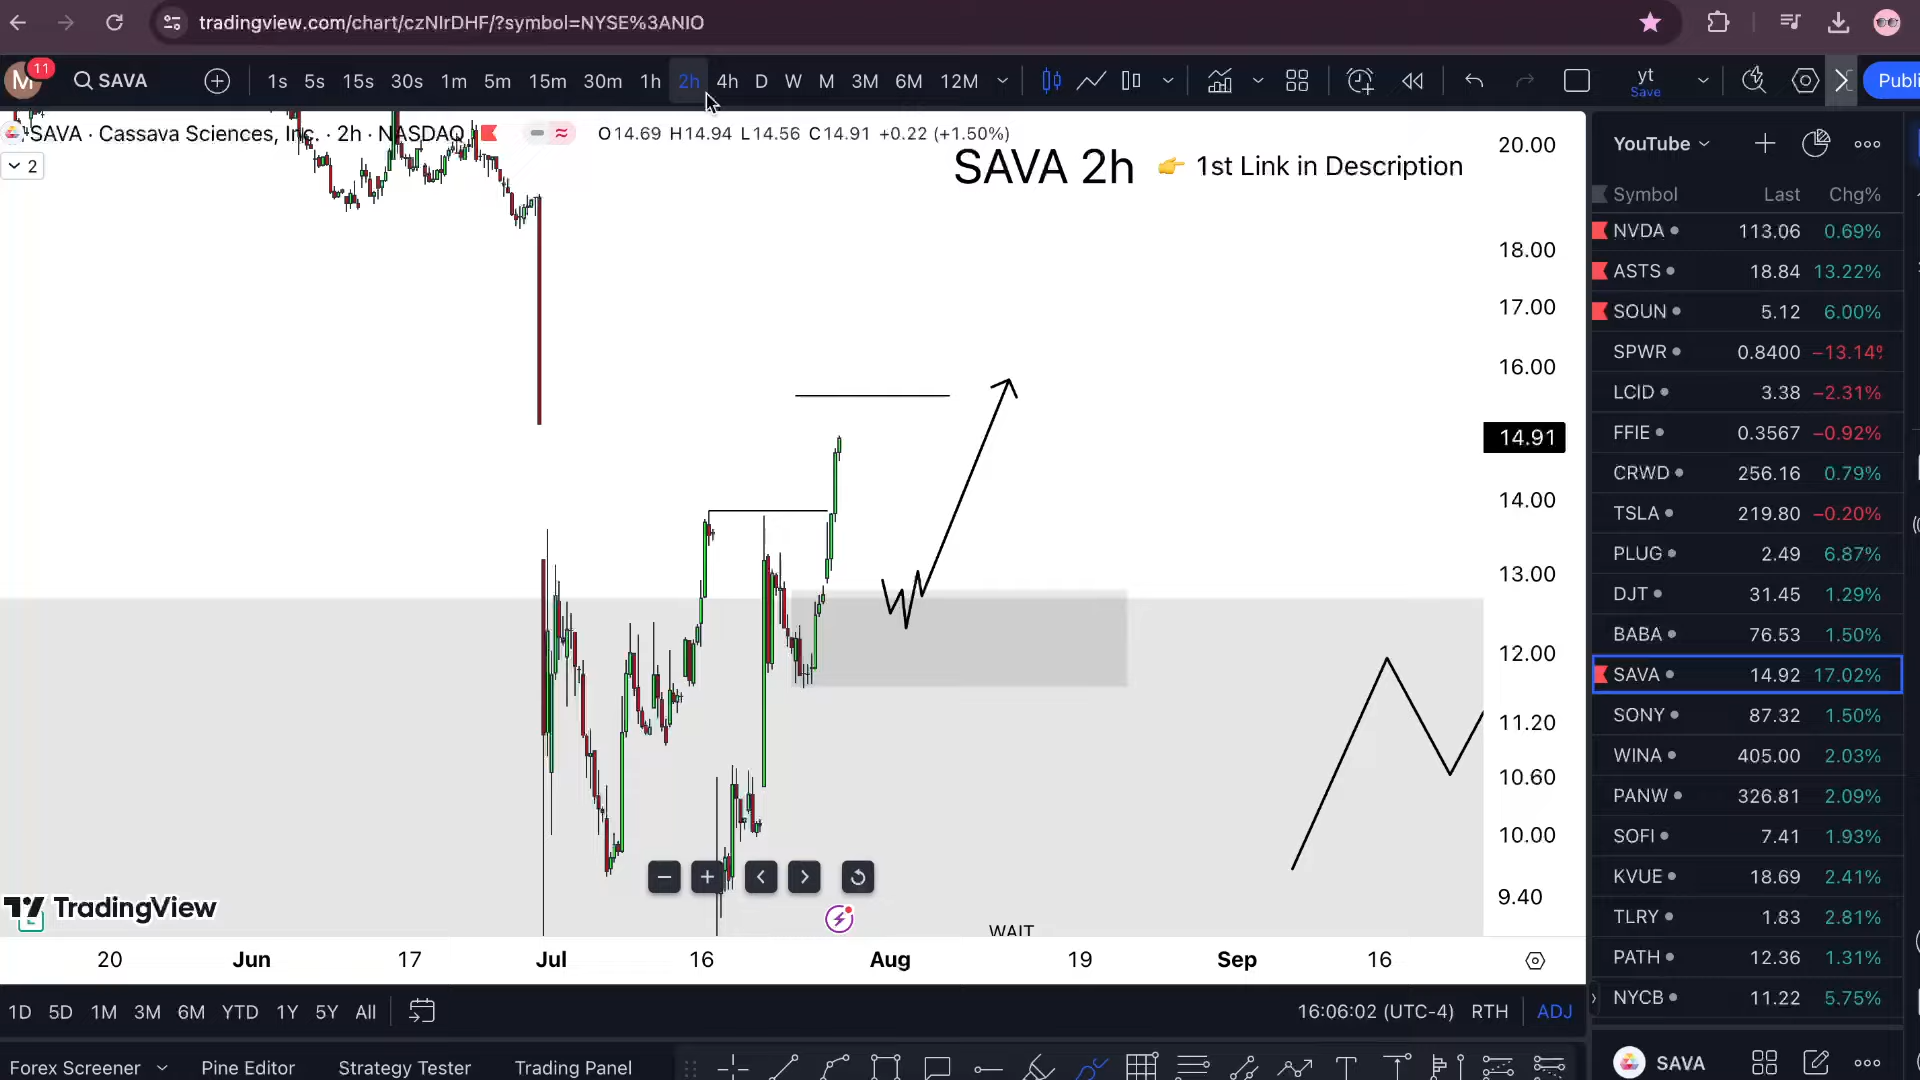 tradingview.com/chart/czNIrDHF/?symbol=NYSE%3ANIO
M 11 SAVA 1s 5s 15s 30s 1m 5m 15m 30m 1h 2h 4h D W M 3M 6M 12M yt Save Publi
SAVA · Cassava Sciences, Inc. · 2h · NASDAQ O14.69 H14.94 L14.56 C14.91 +0.22 (+1.50%)
2
SAVA 2h 👉 1st Link in Description
20.00
18.00
17.00
16.00
14.91
14.00
13.00
12.00
11.20
10.60
10.00
9.40
WAIT
TradingView
20 Jun 17 Jul 16 Aug 19 Sep 16
1D 5D 1M 3M 6M YTD 1Y 5Y All 16:06:02 (UTC-4) RTH ADJ
Forex Screener Pine Editor Strategy Tester Trading Panel
YouTube
Symbol Last Chg%
NVDA 113.06 0.69%
ASTS 18.84 13.22%
SOUN 5.12 6.00%
SPWR 0.8400 −13.14%
LCID 3.38 −2.31%
FFIE 0.3567 −0.92%
CRWD 256.16 0.79%
TSLA 219.80 −0.20%
PLUG 2.49 6.87%
DJT 31.45 1.29%
BABA 76.53 1.50%
SAVA 14.92 17.02%
SONY 87.32 1.50%
WINA 405.00 2.03%
PANW 326.81 2.09%
SOFI 7.41 1.93%
KVUE 18.69 2.41%
TLRY 1.83 2.81%
PATH 12.36 1.31%
NYCB 11.22 5.75%
SAVA